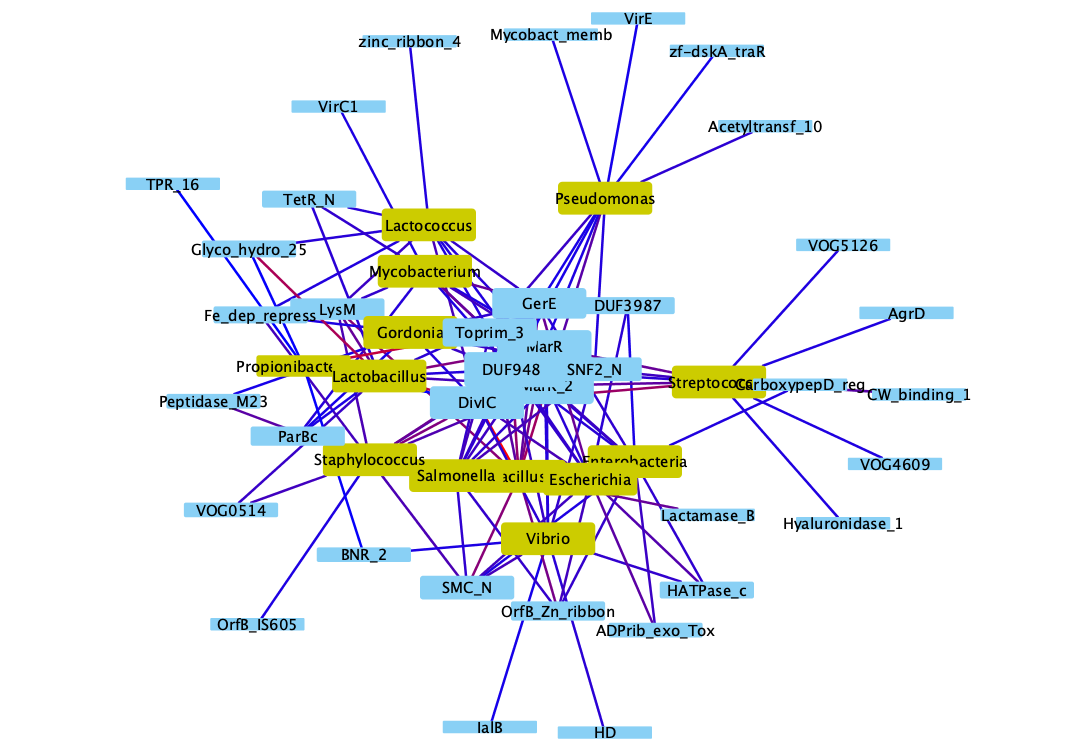 VirE
Mycobact_memb
zinc_ribbon_4
zf-dskA_traR
VirC1
Acetyltransf_10
TPR_16
TetR_N
Pseudomonas
Lactococcus
Glyco_hydro_25
VOG5126
Mycobacterium
GerE
DUF3987
LysM
Fe_dep_repress
AgrD
Gordonia
Toprim_3
MarR
Propionibacte
Lactobacillus
DUF948
SNF2_N
Streptococ
CarboxypepD_reg
MarR_2
CW_binding_1
Peptidase_M23
DivIC
ParBc
Staphylococcus
Enterobacteria
VOG4609
Salmonella
acillus
Escherichia
VOG0514
Lactamase_B
Hyaluronidase_1
Vibrio
BNR_2
SMC_N
HATPase_c
OrfB_Zn_ribbon
OrfB_IS605
ADPrib_exo_Tox
IalB
HD